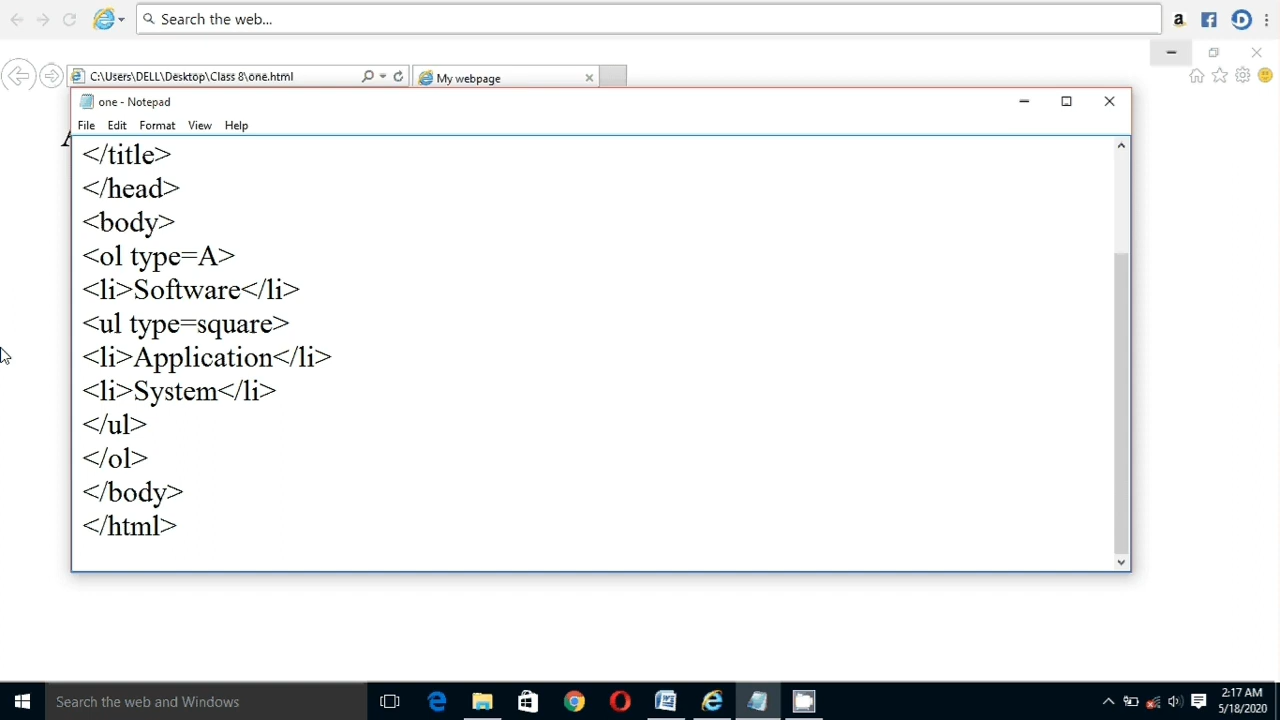 Search the web...
C:\Users\DELL\Desktop\Class 8\one.html
My webpage
one - Notepad
File Edit Format View Help
</title>
</head>
<body>
<ol type=A>
<li>Software</li>
<ul type=square>
<li>Application</li>
<li>System</li>
</ul>
</ol>
</body>
</html>
Search the web and Windows
2:17 AM
5/18/2020